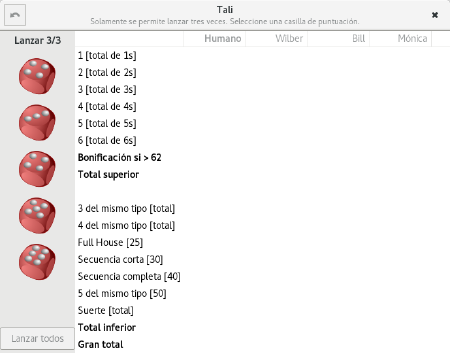 Tali
Solamente se permite lanzar tres veces. Seleccione una casilla de puntuación.
Lanzar 3/3
Humano Wilber Bill Mónica
1 [total de 1s]
2 [total de 2s]
3 [total de 3s]
4 [total de 4s]
5 [total de 5s]
6 [total de 6s]
Bonificación si > 62
Total superior
3 del mismo tipo [total]
4 del mismo tipo [total]
Full House [25]
Secuencia corta [30]
Secuencia completa [40]
5 del mismo tipo [50]
Suerte [total]
Total inferior
Gran total
Lanzar todos